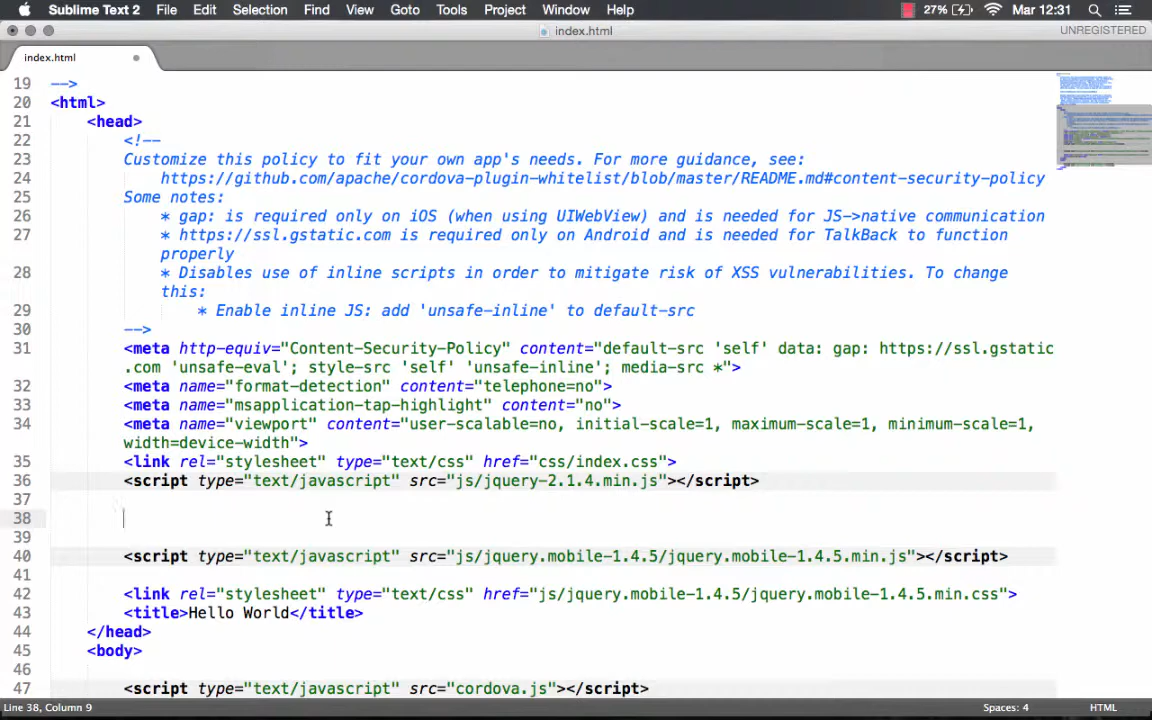 Sublime Text 2 File Edit Selection Find View Goto Tools Project Window Help 27% Mar 12:31
index.html UNREGISTERED
index.html
19 -->
20 <html>
21 <head>
22 <!--
23 Customize this policy to fit your own app's needs. For more guidance, see:
24 https://github.com/apache/cordova-plugin-whitelist/blob/master/README.md#content-security-policy
25 Some notes:
26 * gap: is required only on iOS (when using UIWebView) and is needed for JS->native communication
27 * https://ssl.gstatic.com is required only on Android and is needed for TalkBack to function
properly
28 * Disables use of inline scripts in order to mitigate risk of XSS vulnerabilities. To change
this:
29 * Enable inline JS: add 'unsafe-inline' to default-src
30 -->
31 <meta http-equiv="Content-Security-Policy" content="default-src 'self' data: gap: https://ssl.gstatic
.com 'unsafe-eval'; style-src 'self' 'unsafe-inline'; media-src *">
32 <meta name="format-detection" content="telephone=no">
33 <meta name="msapplication-tap-highlight" content="no">
34 <meta name="viewport" content="user-scalable=no, initial-scale=1, maximum-scale=1, minimum-scale=1,
width=device-width">
35 <link rel="stylesheet" type="text/css" href="css/index.css">
36 <script type="text/javascript" src="js/jquery-2.1.4.min.js"></script>
37
38
39
40 <script type="text/javascript" src="js/jquery.mobile-1.4.5/jquery.mobile-1.4.5.min.js"></script>
41
42 <link rel="stylesheet" type="text/css" href="js/jquery.mobile-1.4.5/jquery.mobile-1.4.5.min.css">
43 <title>Hello World</title>
44 </head>
45 <body>
46
47 <script type="text/javascript" src="cordova.js"></script>
Line 38, Column 9 Spaces: 4 HTML